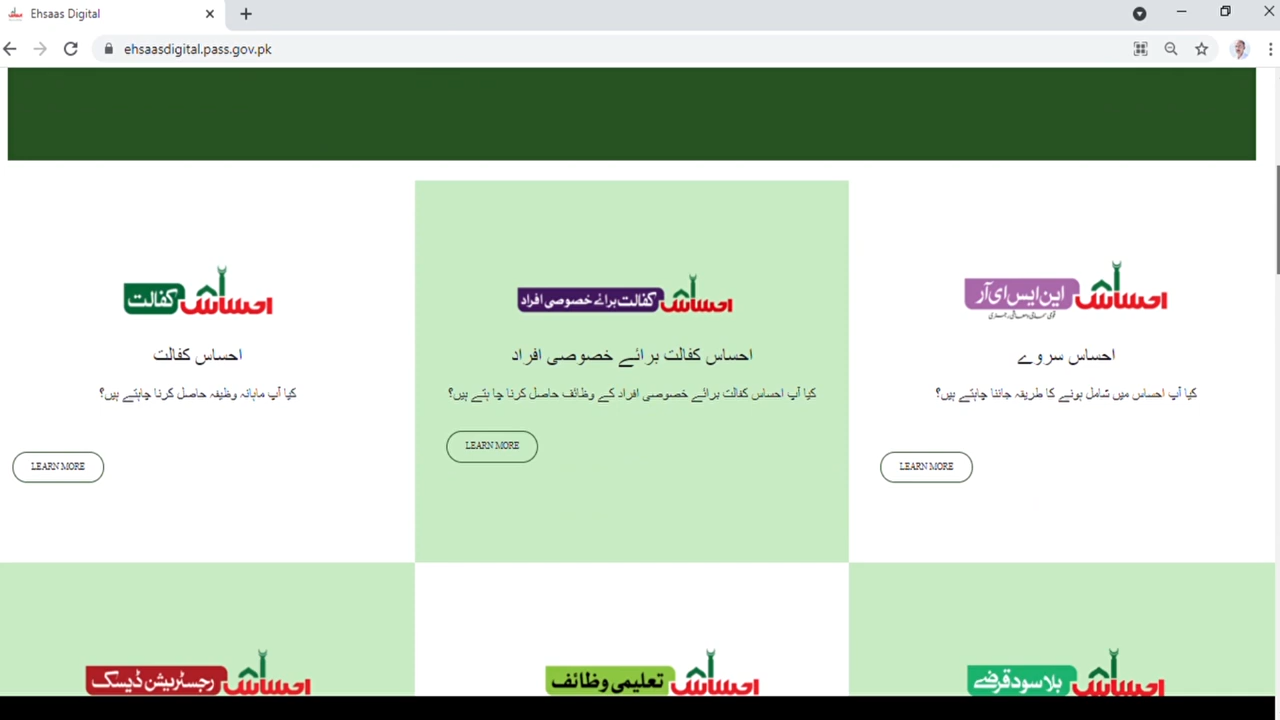 Ehsaas Digital
ehsaasdigital.pass.gov.pk
احساس کفالت
احساس کفالت
کیا آپ ماہانہ وظیفہ حاصل کرنا چاہتے ہیں؟
LEARN MORE
احساس کفالت برائے خصوصی افراد
احساس کفالت برائے خصوصی افراد
کیا آپ احساس کفالت برائے خصوصی افراد کے وظائف حاصل کرنا چا ہتے ہیں؟
LEARN MORE
احساس این ایس ای آر
احساس سروے
کیا آپ احساس میں شامل ہونے کا طریقہ جاننا چاہتے ہیں؟
LEARN MORE
احساس رجسٹریشن ڈیسک
احساس تعلیمی وظائف
احساس بلاسود قرضے